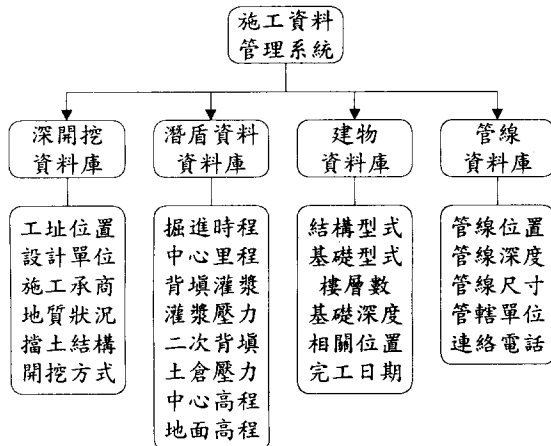 施工資料
管理系統
深開挖
資料庫
潛盾資料
資料庫
建物
資料庫
管線
資料庫
工址位置
設計單位
施工承商
地質狀況
擋土結構
開挖方式
掘進時程
中心里程
背填灌漿
灌漿壓力
二次背填
土倉壓力
中心高程
地面高程
結構型式
基礎型式
樓層數
基礎深度
相關位置
完工日期
管線位置
管線深度
管線尺寸
管轄單位
連絡電話